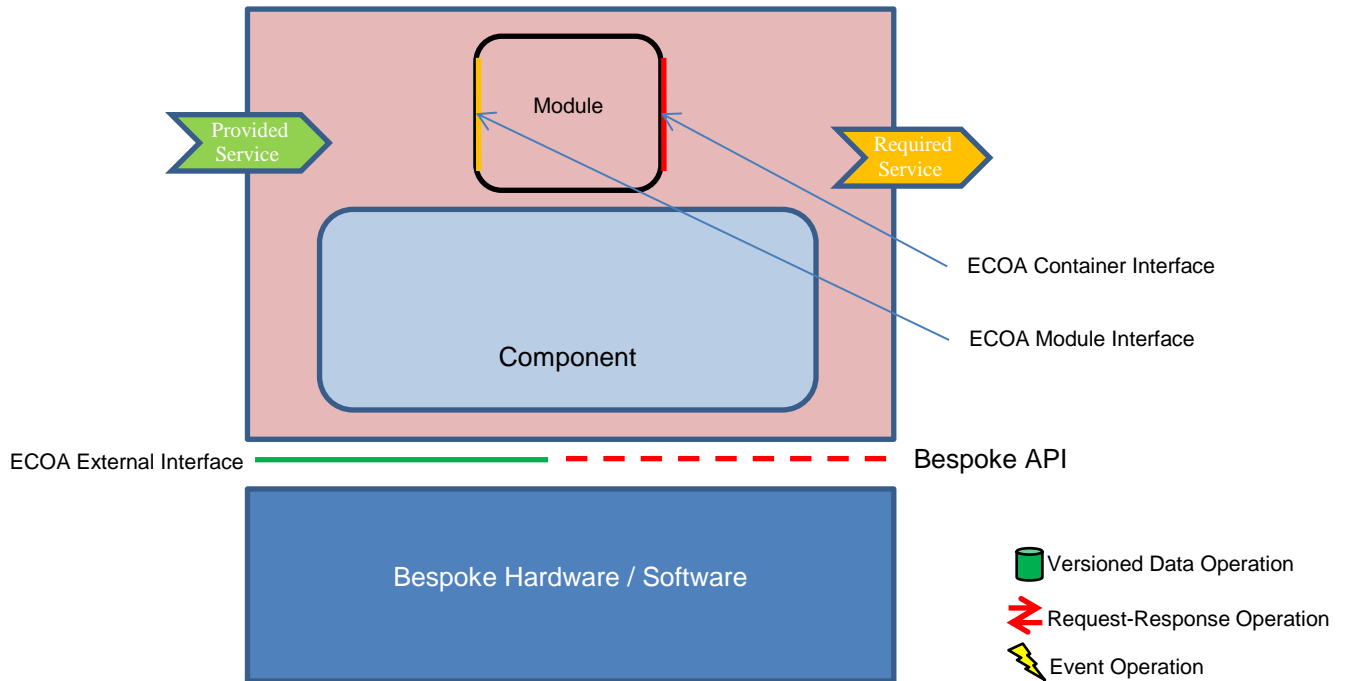 Module
Provided
Service
Required
Service
ECOA Container Interface
ECOA Module Interface
Component
ECOA External Interface
Bespoke API
Bespoke Hardware / Software
Versioned Data Operation
Request-Response Operation
Event Operation